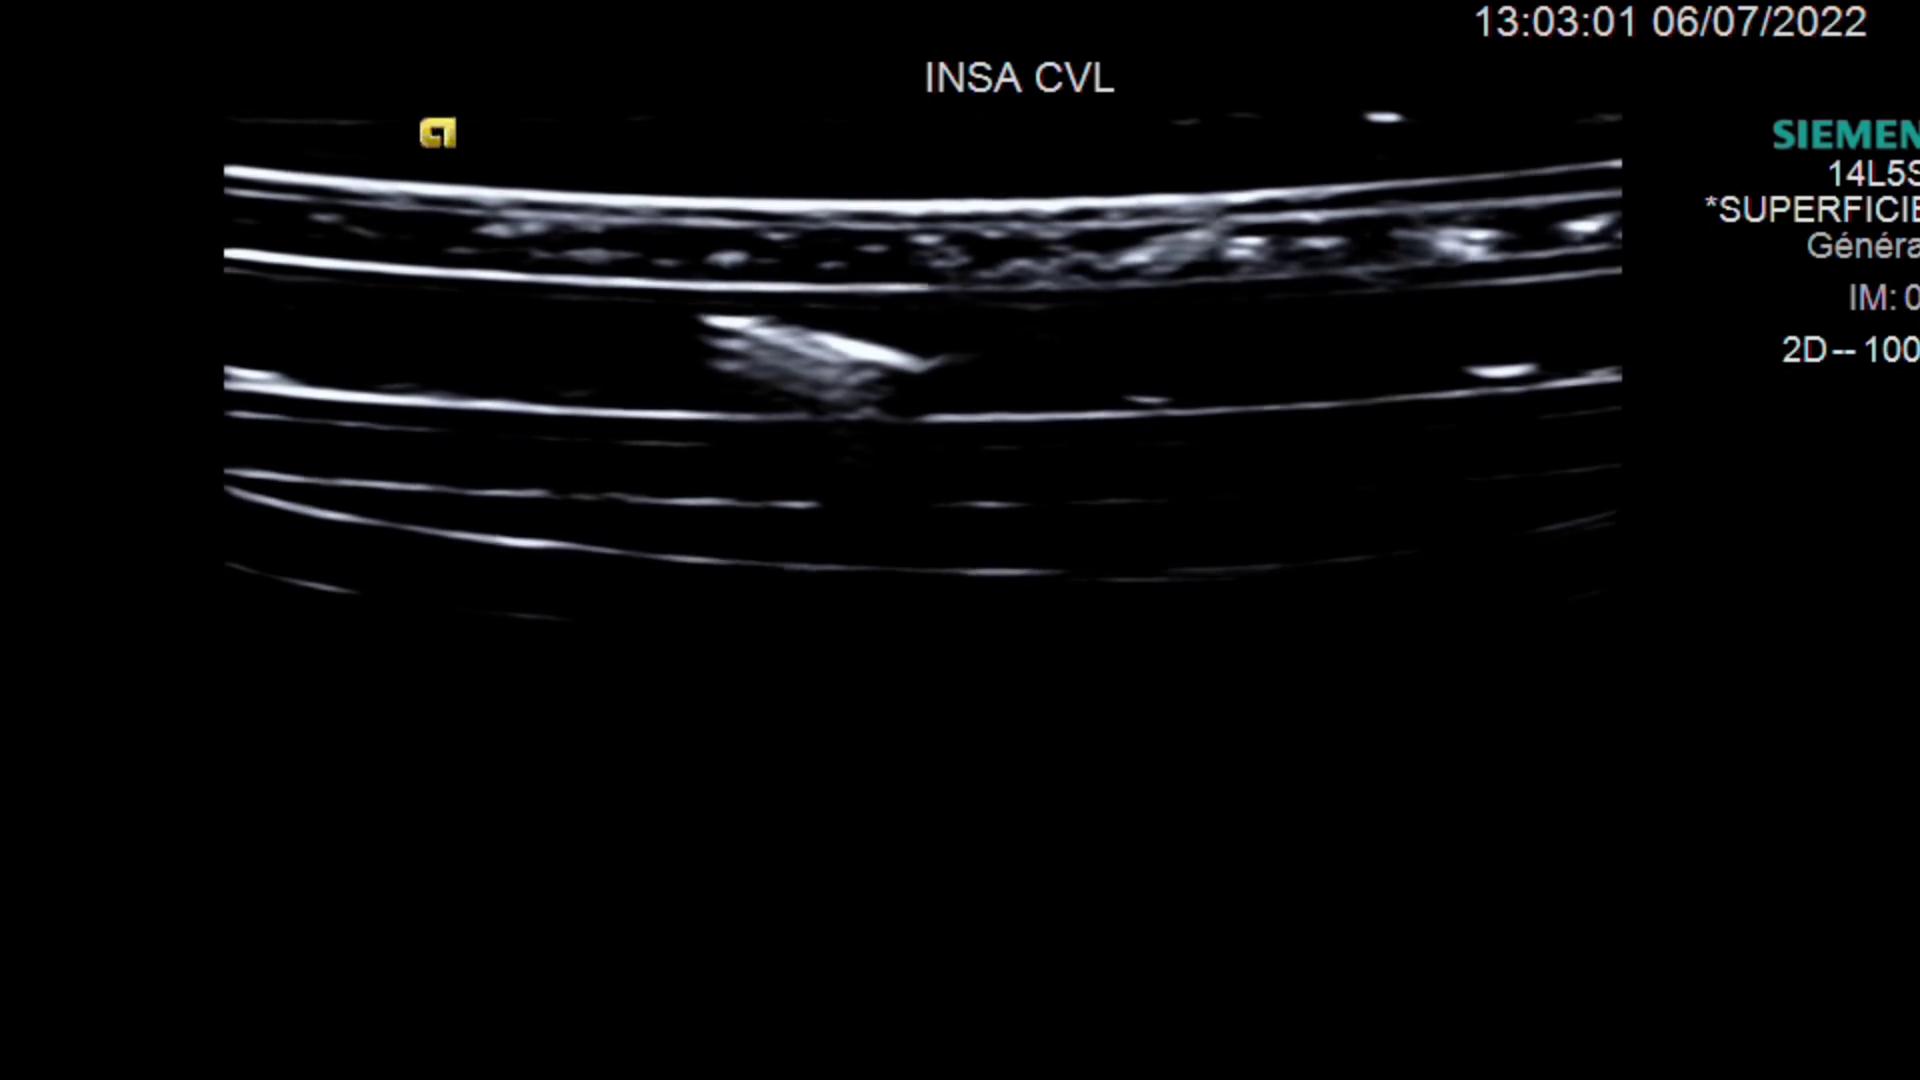 13:03:01 06/07/2022
INSA CVL
SIEMEN
14L5S
*SUPERFICIE
Généra
IM: 0
2D -- 100